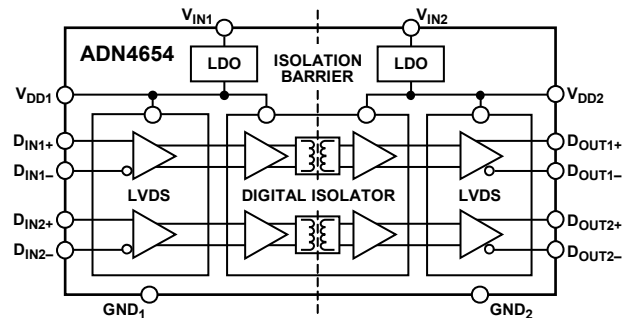 VIN1 VIN2
ADN4654 LDO ISOLATION BARRIER LDO
VDD1 VDD2
DIN1+ DOUT1+
DIN1– DOUT1–
LVDS DIGITAL ISOLATOR LVDS
DIN2+ DOUT2+
DIN2– DOUT2–
GND1 GND2